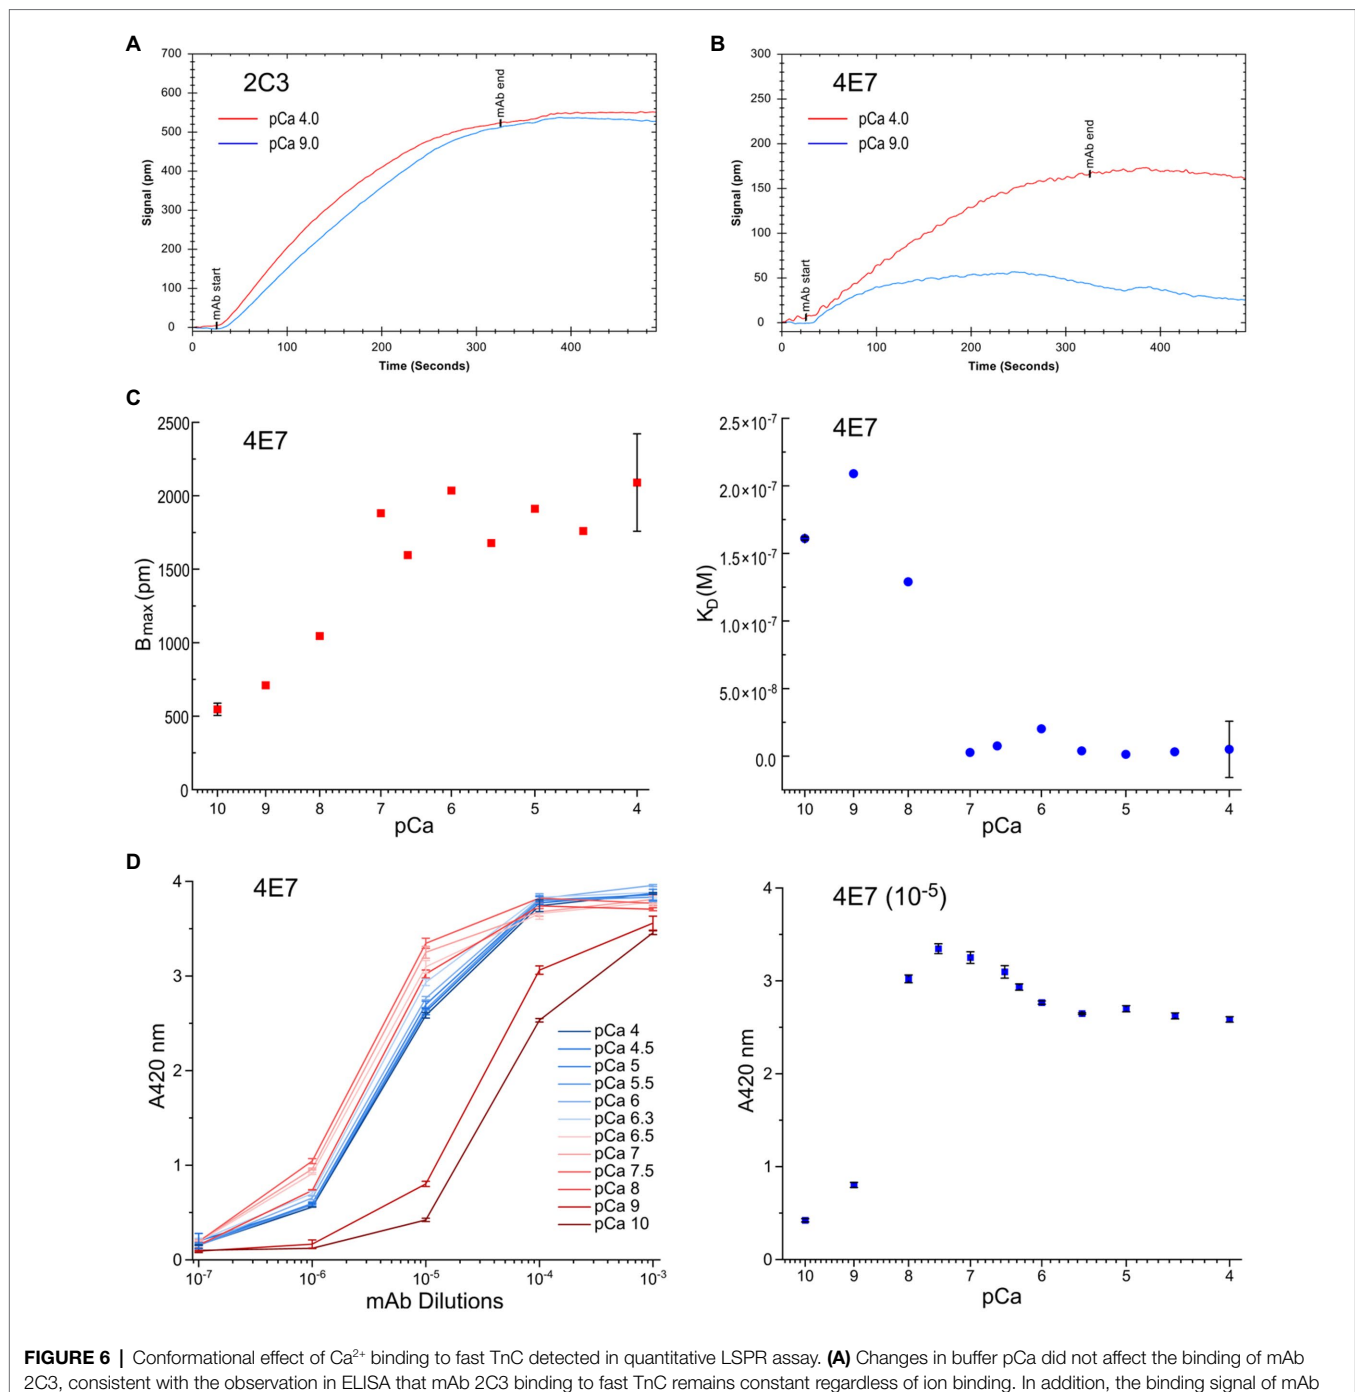 A
700
600
500
400
300
200
100
0
Signal (pm)
2C3
pCa 4.0
pCa 9.0
mAb start
mAb end
0 100 200 300 400
Time (Seconds)
B
300
250
200
150
100
50
0
Signal (pm)
4E7
pCa 4.0
pCa 9.0
mAb start
mAb end
0 100 200 300 400
Time (Seconds)
C
2500
2000
1500
1000
500
0
Bmax (pm)
4E7
10 9 8 7 6 5 4
pCa
2.5×10⁻⁷
2.0×10⁻⁷
1.5×10⁻⁷
1.0×10⁻⁷
5.0×10⁻⁸
0.0
K_D (M)
4E7
10 9 8 7 6 5 4
pCa
D
4
3
2
1
0
A420 nm
4E7
pCa 4
pCa 4.5
pCa 5
pCa 5.5
pCa 6
pCa 6.3
pCa 6.5
pCa 7
pCa 7.5
pCa 8
pCa 9
pCa 10
10⁻⁷ 10⁻⁶ 10⁻⁵ 10⁻⁴ 10⁻³
mAb Dilutions
4
3
2
1
0
A420 nm
4E7 (10⁻⁵)
10 9 8 7 6 5 4
pCa
FIGURE 6 | Conformational effect of Ca²⁺ binding to fast TnC detected in quantitative LSPR assay. (A) Changes in buffer pCa did not affect the binding of mAb
2C3, consistent with the observation in ELISA that mAb 2C3 binding to fast TnC remains constant regardless of ion binding. In addition, the binding signal of mAb